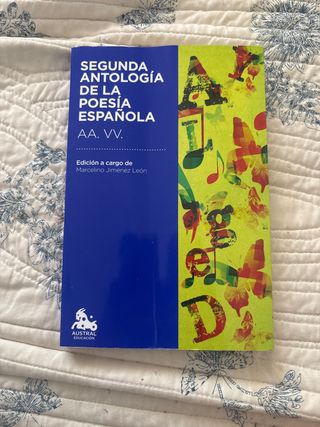 SEGUNDA
ANTOLOGÍA
DE LA
POESÍA
ESPAÑOLA
AA. VV.
Edición a cargo de
Marcelino Jiménez León
AUSTRAL
EDUCACIÓN